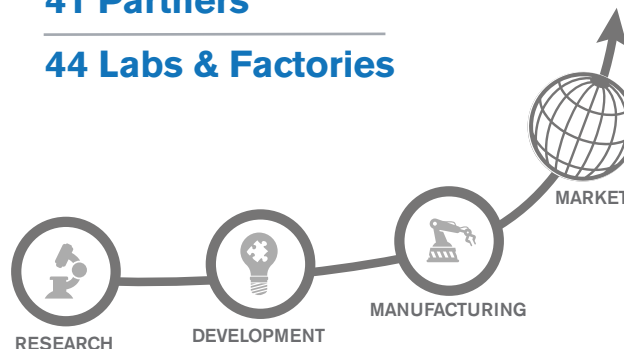 41 Partners
44 Labs & Factories
MARKET
MANUFACTURING
DEVELOPMENT
RESEARCH